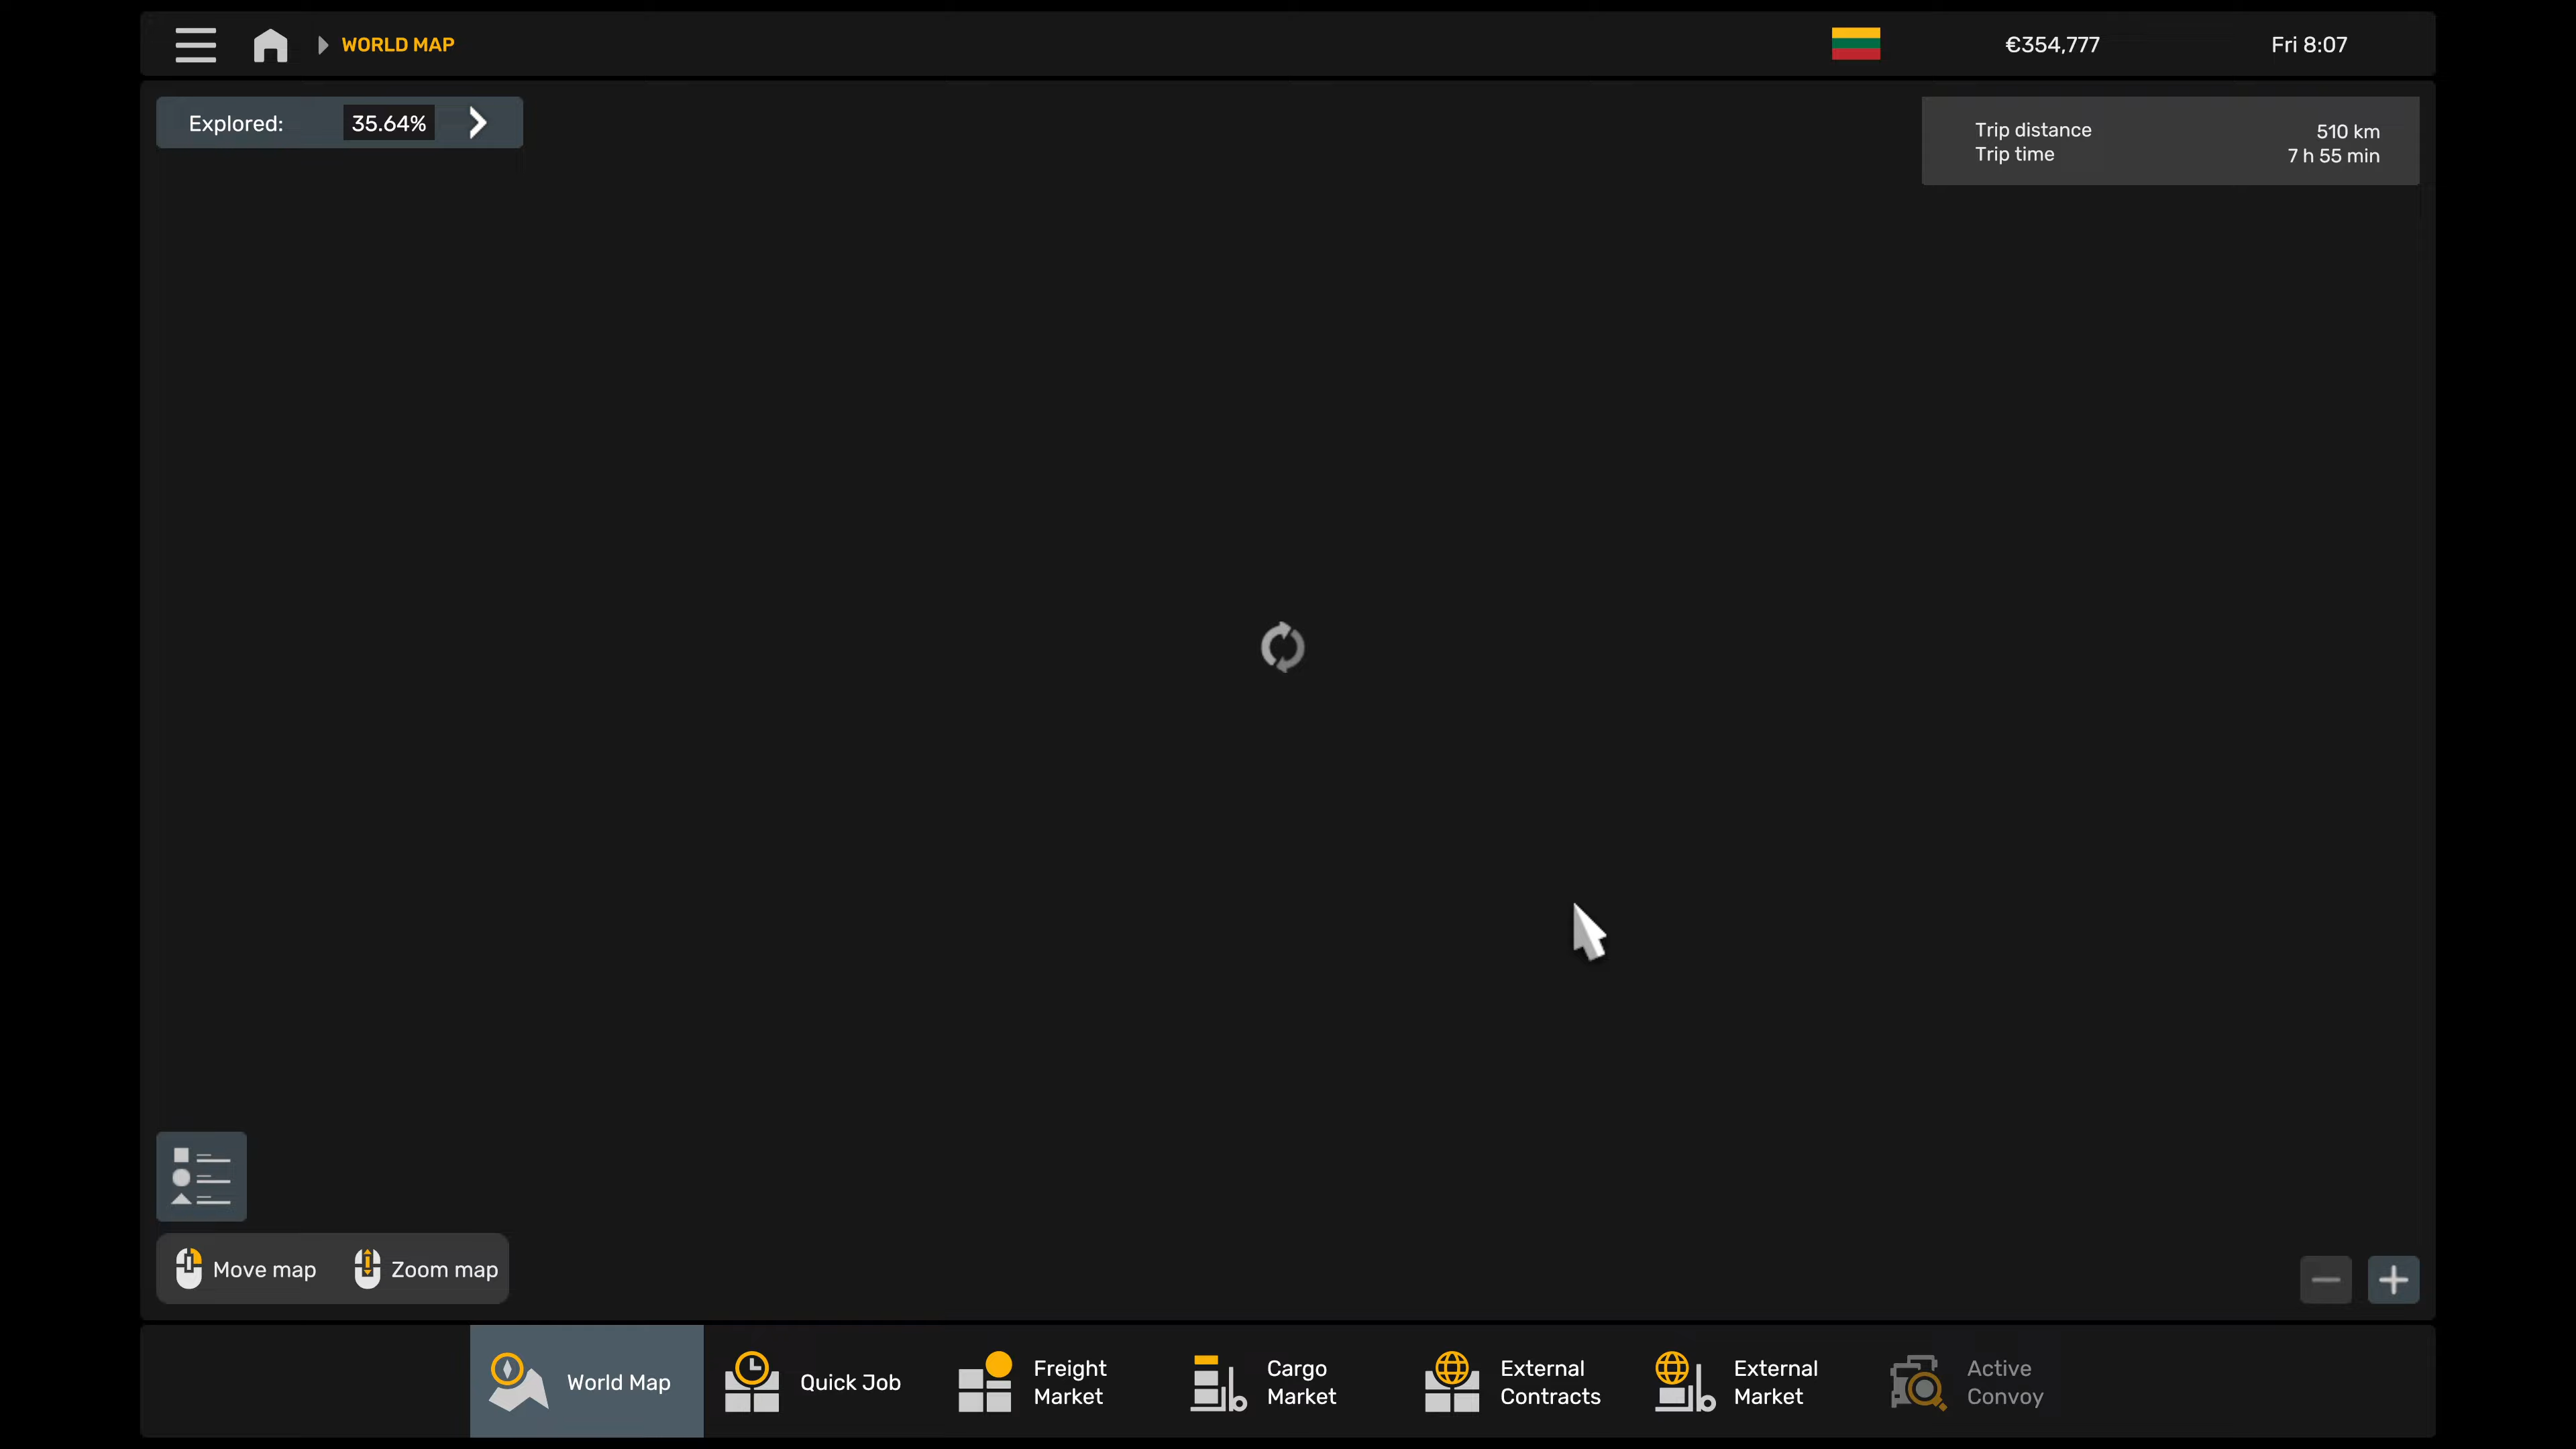 WORLD MAP
€354,777
Fri 8:07
Explored: 35.64%
Trip distance 510 km
Trip time 7 h 55 min
Move map
Zoom map
World Map
Quick Job
Freight
Market
Cargo
Market
External
Contracts
External
Market
Active
Convoy